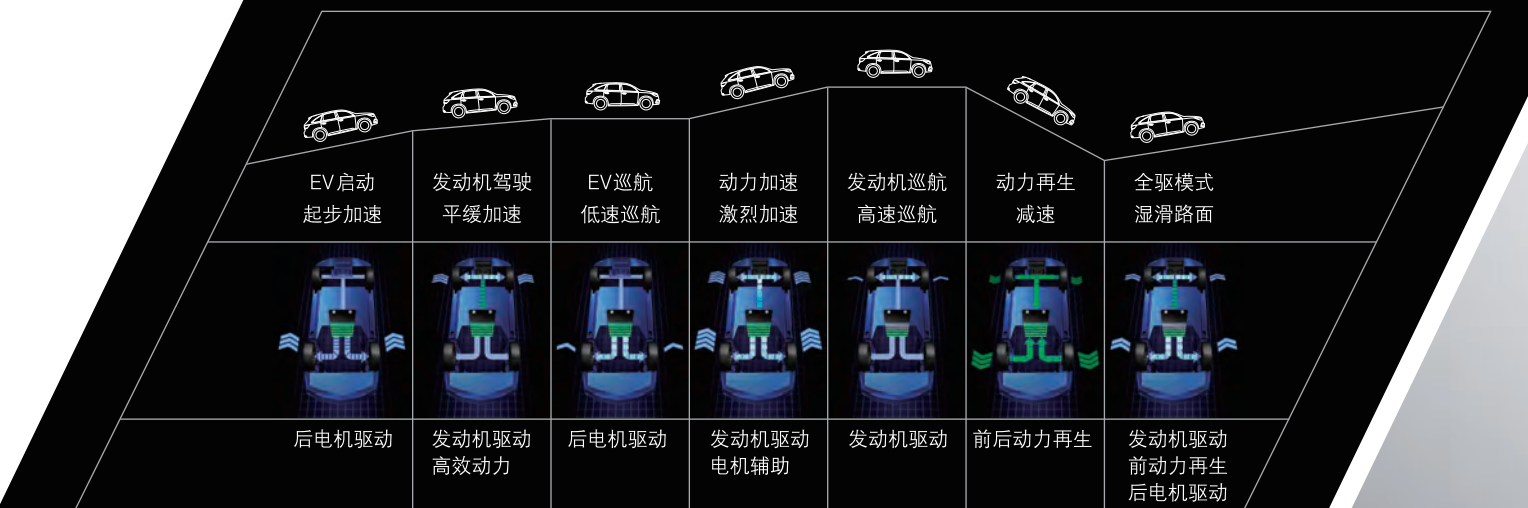 EV启动
起步加速
发动机驾驶
平缓加速
EV巡航
低速巡航
动力加速
激烈加速
发动机巡航
高速巡航
动力再生
减速
全驱模式
湿滑路面
后电机驱动
发动机驱动
高效动力
后电机驱动
发动机驱动
电机辅助
发动机驱动
前后动力再生
发动机驱动
前动力再生
后电机驱动